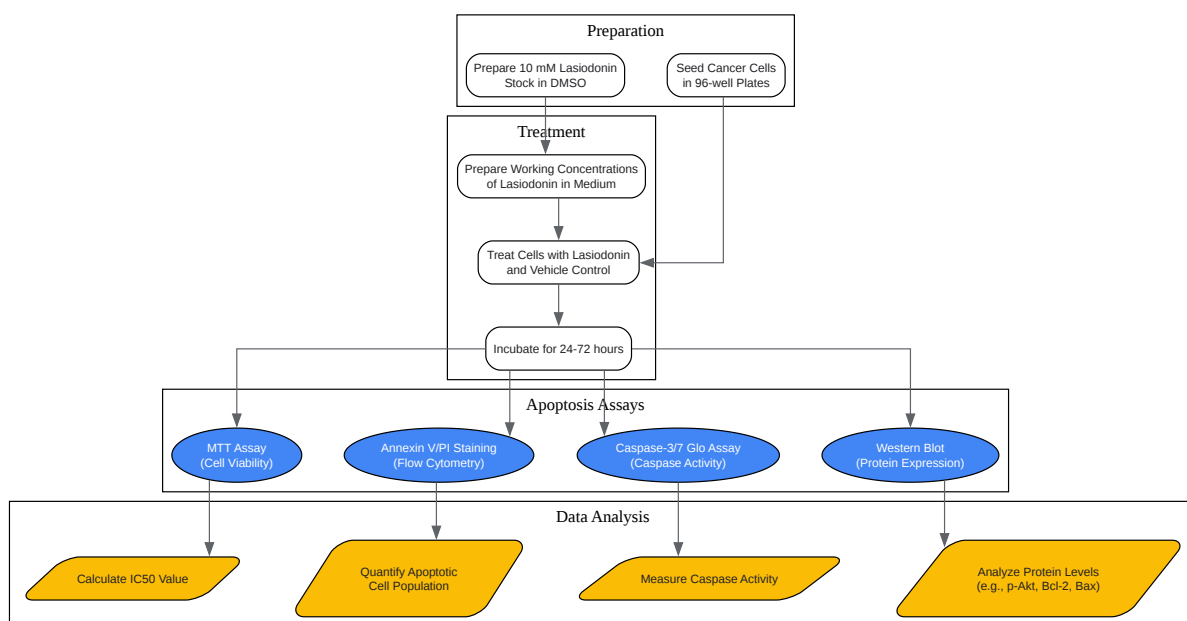 Preparation
Prepare 10 mM Lasiodonin
Stock in DMSO
Seed Cancer Cells
in 96-well Plates
Treatment
Prepare Working Concentrations
of Lasiodonin in Medium
Treat Cells with Lasiodonin
and Vehicle Control
Incubate for 24-72 hours
Apoptosis Assays
MTT Assay
(Cell Viability)
Annexin V/PI Staining
(Flow Cytometry)
Caspase-3/7 Glo Assay
(Caspase Activity)
Western Blot
(Protein Expression)
Data Analysis
Calculate IC50 Value
Quantify Apoptotic
Cell Population
Measure Caspase Activity
Analyze Protein Levels
(e.g., p-Akt, Bcl-2, Bax)